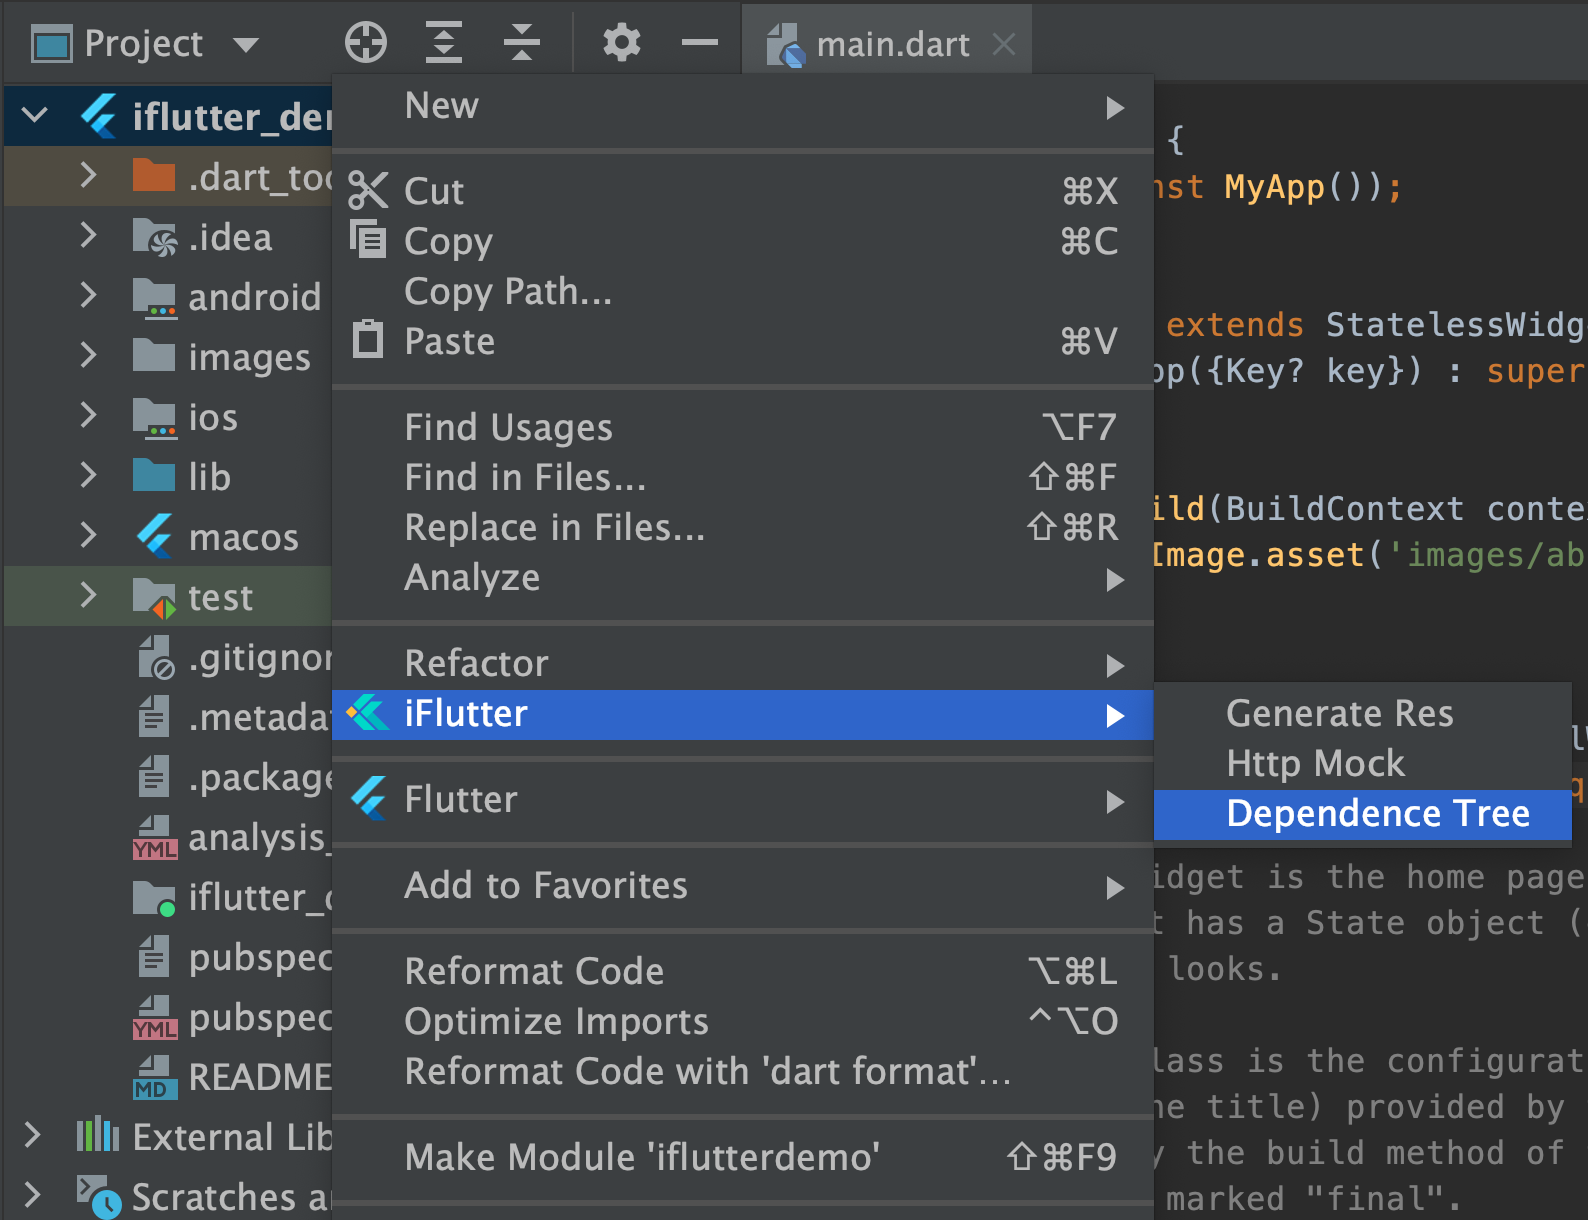 Project
main.dart
iflutter_der
.dart_too
.idea
android
images
ios
lib
macos
test
.gitignor
.metada
.package
YML analysis_
iflutter_
pubspec
YML pubspec
MD README
External Lib
Scratches a
New
Cut ⌘X
Copy ⌘C
Copy Path...
Paste ⌘V
Find Usages ⌥F7
Find in Files... ⇧⌘F
Replace in Files... ⇧⌘R
Analyze
Refactor
iFlutter
Flutter
Add to Favorites
Reformat Code ⌥⌘L
Optimize Imports ^⌥O
Reformat Code with 'dart format'...
Make Module 'iflutterdemo' ⇧⌘F9
Generate Res
Http Mock
Dependence Tree
{
nst MyApp());
extends StatelessWidg
pp({Key? key}) : super
ild(BuildContext conte
Image.asset('images/ab
idget is the home page
t has a State object (
looks.
lass is the configurat
he title) provided by
y the build method of
marked "final".